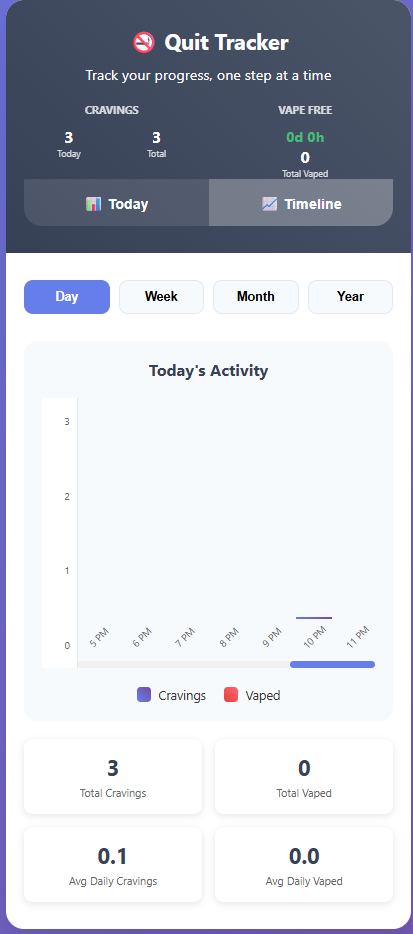 Quit Tracker
Track your progress, one step at a time
CRAVINGS
3
Today
3
Total
VAPE FREE
0d 0h
0
Total Vaped
Today
Timeline
Day
Week
Month
Year
Today's Activity
3
2
1
0
5 PM
6 PM
7 PM
8 PM
9 PM
10 PM
11 PM
Cravings
Vaped
3
Total Cravings
0
Total Vaped
0.1
Avg Daily Cravings
0.0
Avg Daily Vaped